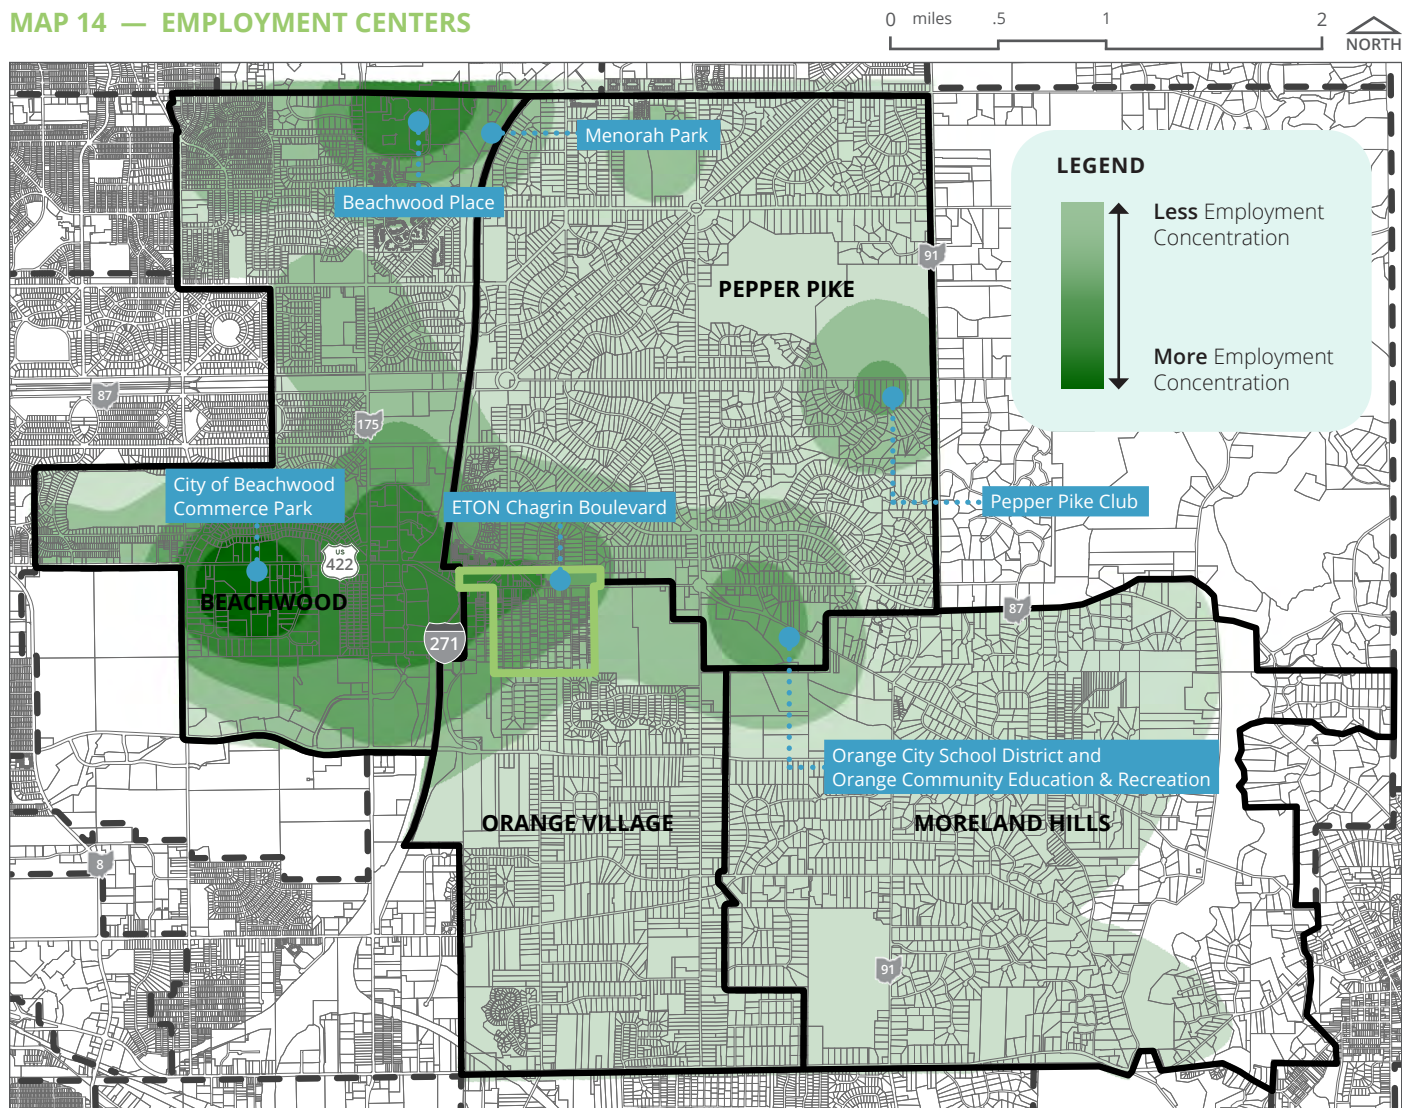 MAP 14 — EMPLOYMENT CENTERS
0 miles .5 1 2
NORTH
Menorah Park
Beachwood Place
LEGEND
Less Employment
Concentration
More Employment
Concentration
91
PEPPER PIKE
87
175
City of Beachwood
Commerce Park
ETON Chagrin Boulevard
Pepper Pike Club
US
422
BEACHWOOD
87
271
Orange City School District and
Orange Community Education & Recreation
ORANGE VILLAGE
MORELAND HILLS
8
91